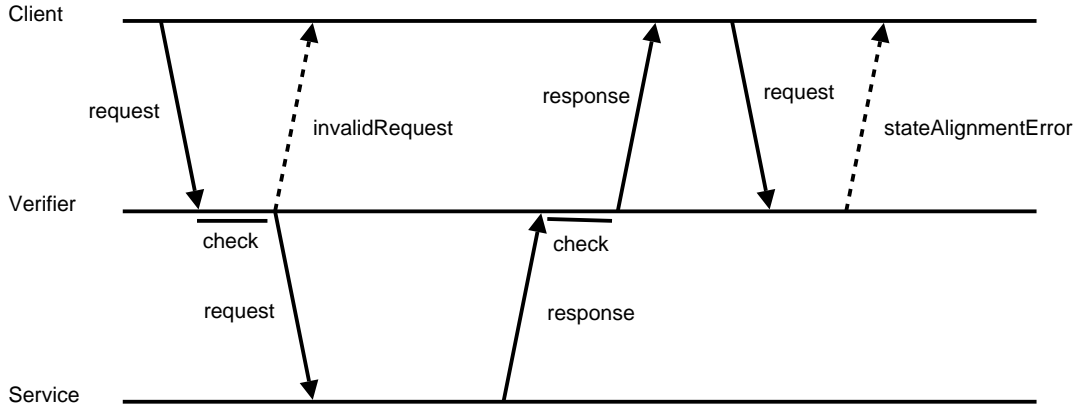 Client
response
request
request
invalidRequest
stateAlignmentError
Verifier
check
check
request
response
Service